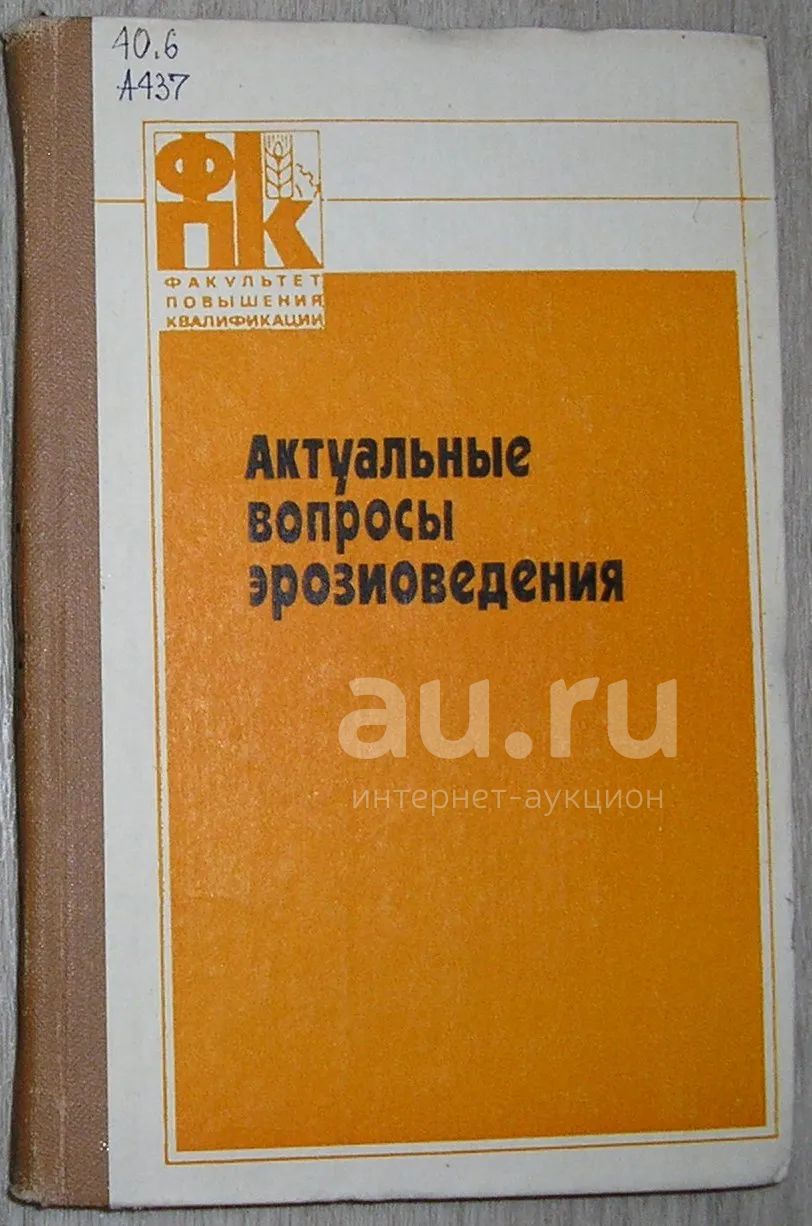 40.6
А437
ФПК
ФАКУЛЬТЕТ
ПОВЫШЕНИЯ
КВАЛИФИКАЦИИ
Актуальные
вопросы
эрозиоведения
au.ru
интернет-аукцион